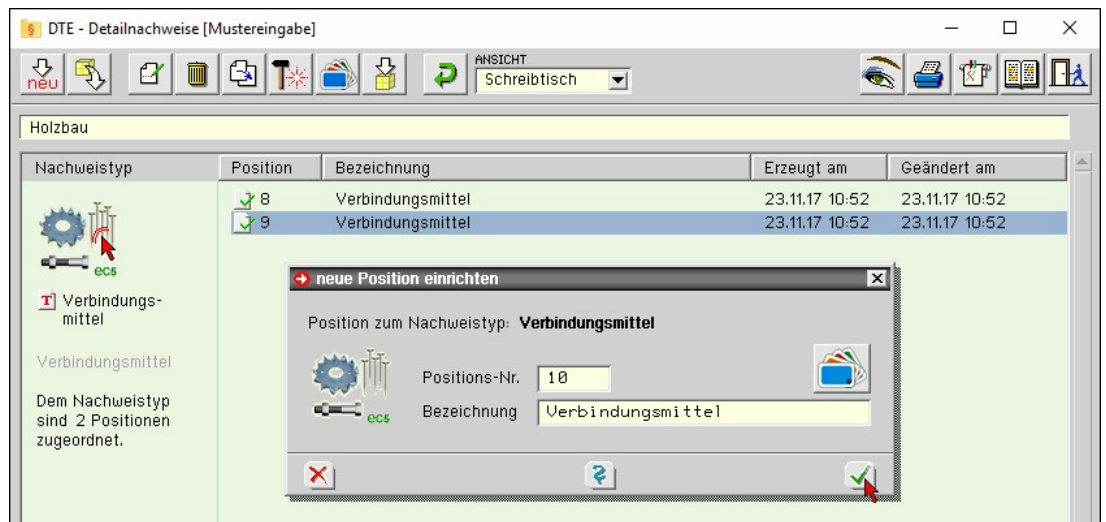 DTE - Detailnachweise [Mustereingabe]
neu
ANSICHT
Schreibtisch
Holzbau
Nachweistyp
Position
Bezeichnung
Erzeugt am
Geändert am
8 Verbindungsmittel 23.11.17 10:52 23.11.17 10:52
9 Verbindungsmittel 23.11.17 10:52 23.11.17 10:52
ec5
T Verbindungs-
mittel
Verbindungsmittel
Dem Nachweistyp
sind 2 Positionen
zugeordnet.
neue Position einrichten
Position zum Nachweistyp: Verbindungsmittel
Positions-Nr. 10
Bezeichnung Verbindungsmittel
ec5